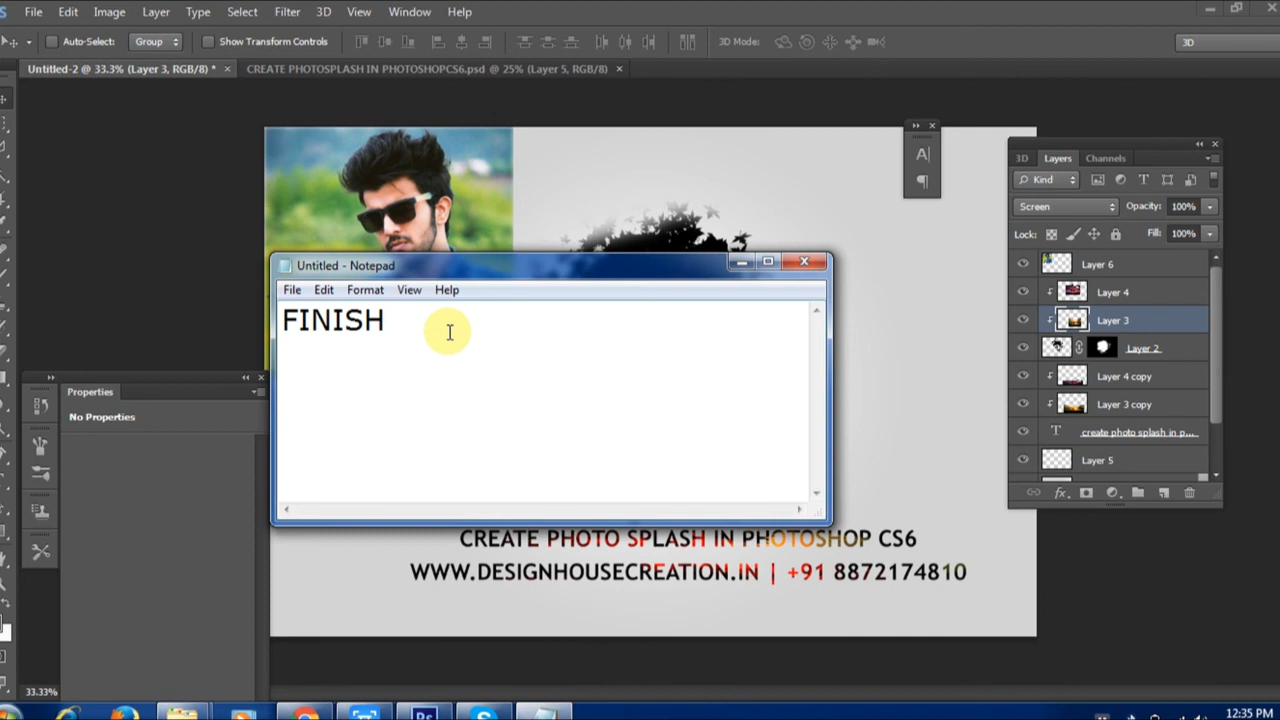 File Edit Image Layer Type Select Filter 3D View Window Help
Auto-Select: Group Show Transform Controls 3D Mode: 3D
Untitled-2 @ 33.3% (Layer 3, RGB/8) * × CREATE PHOTOSPLASH IN PHOTOSHOPCS6.psd @ 25% (Layer 5, RGB/8) ×
3D Layers Channels
Kind
Screen Opacity: 100%
Lock: Fill: 100%
Layer 6
Layer 4
Layer 3
Layer 2
Layer 4 copy
Layer 3 copy
create photo splash in p...
Layer 5
Untitled - Notepad
File Edit Format View Help
FINISH
Properties
No Properties
CREATE PHOTO SPLASH IN PHOTOSHOP CS6
WWW.DESIGNHOUSECREATION.IN | +91 8872174810
33.33%
12:35 PM